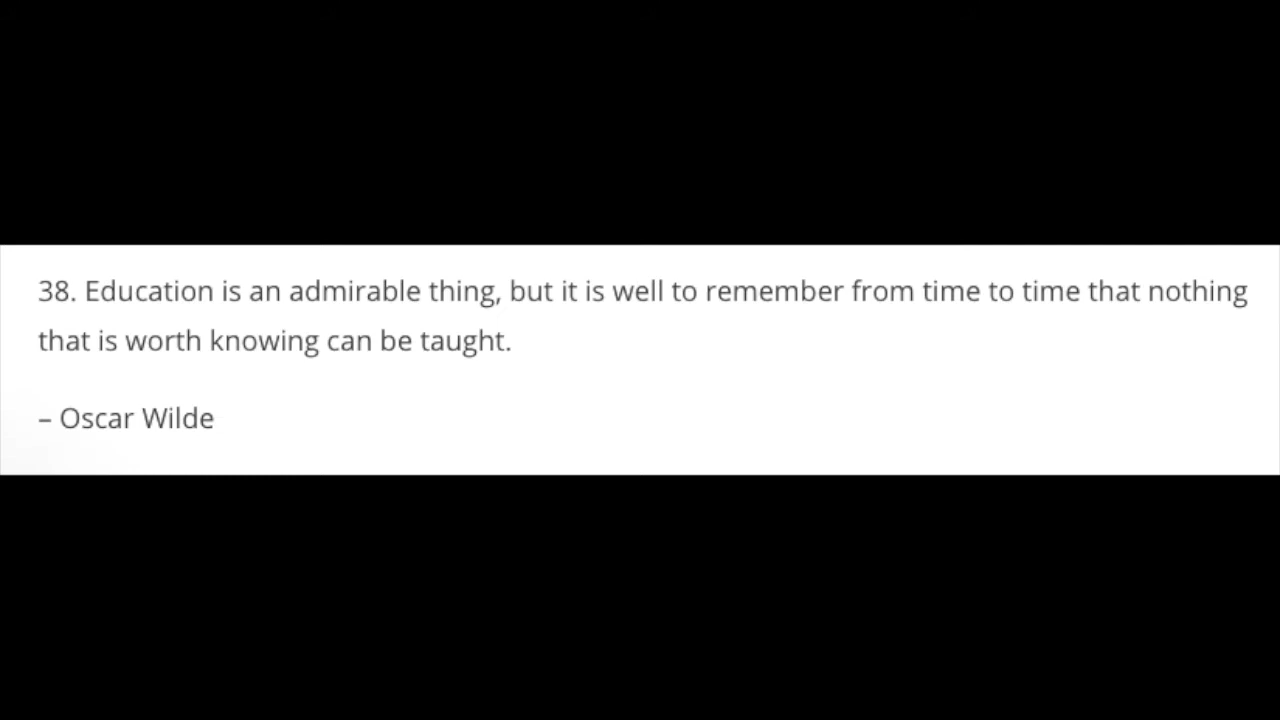 38. Education is an admirable thing, but it is well to remember from time to time that nothing
that is worth knowing can be taught.
– Oscar Wilde